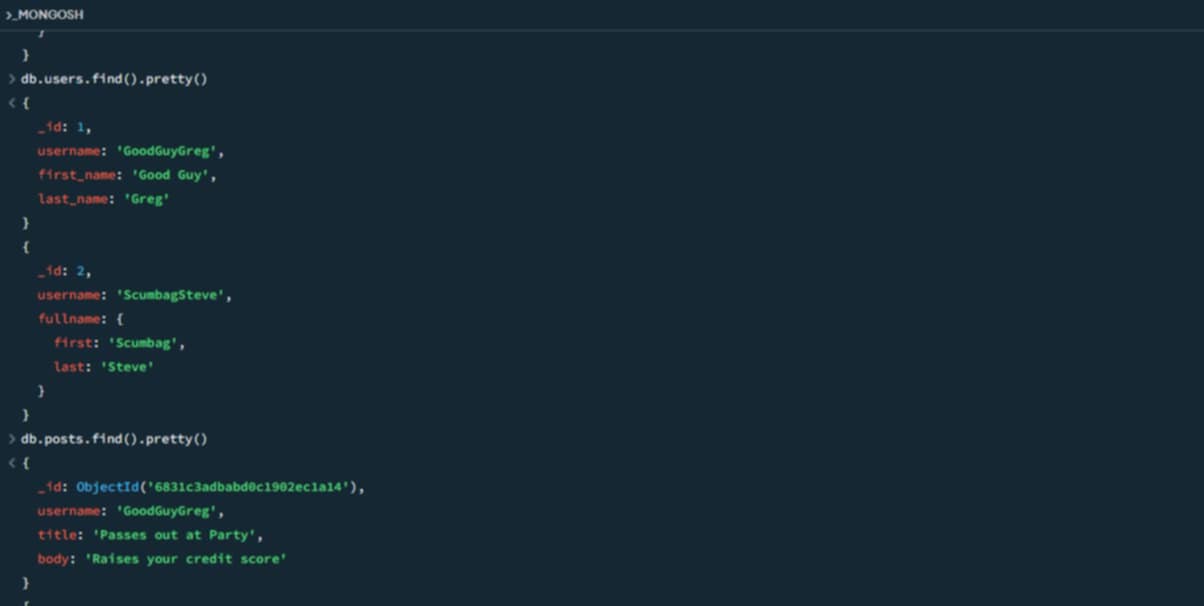 >_MONGOSH
}
}
> db.users.find().pretty()
< {
_id: 1,
username: 'GoodGuyGreg',
first_name: 'Good Guy',
last_name: 'Greg'
}
{
_id: 2,
username: 'ScumbagSteve',
fullname: {
first: 'Scumbag',
last: 'Steve'
}
}
> db.posts.find().pretty()
< {
_id: ObjectId('6831c3adbabd0c1902ec1a14'),
username: 'GoodGuyGreg',
title: 'Passes out at Party',
body: 'Raises your credit score'
}
{